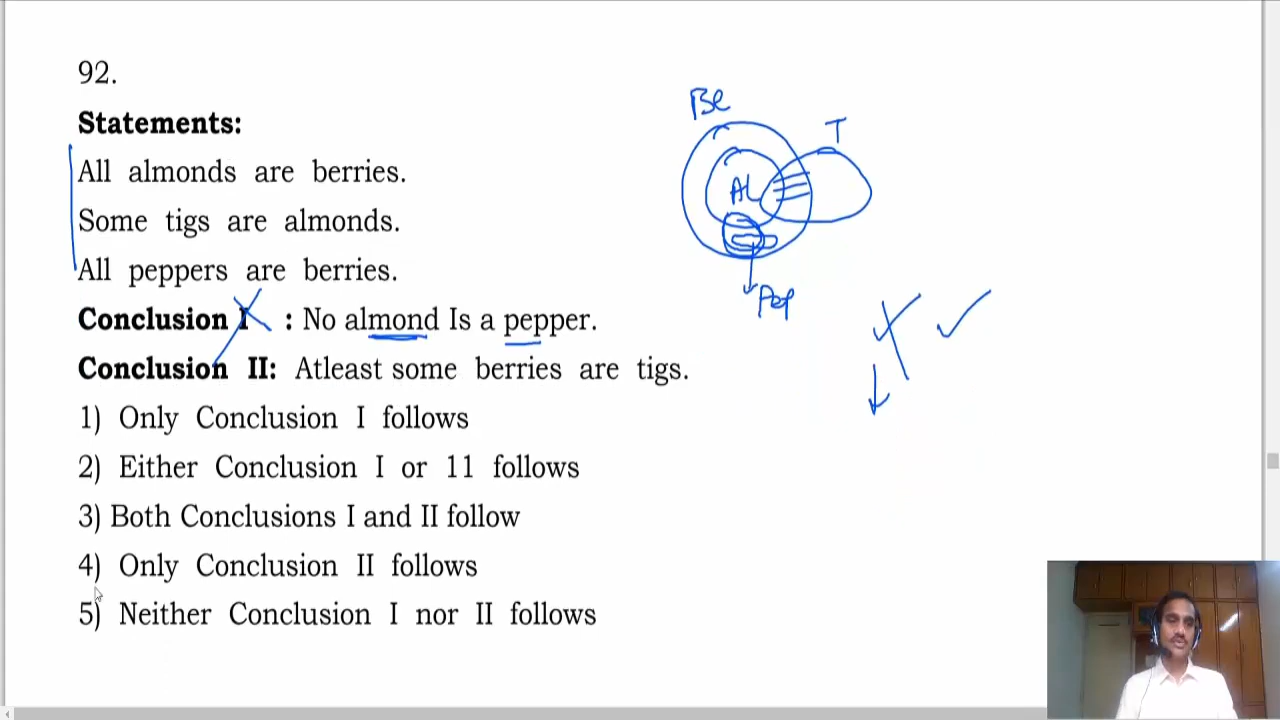 92.
Statements:
All almonds are berries.
Some tigs are almonds.
All peppers are berries.
Conclusion I : No almond Is a pepper.
Conclusion II: Atleast some berries are tigs.
1) Only Conclusion I follows
2) Either Conclusion I or 11 follows
3) Both Conclusions I and II follow
4) Only Conclusion II follows
5) Neither Conclusion I nor II follows
Be
T
AL
Pep